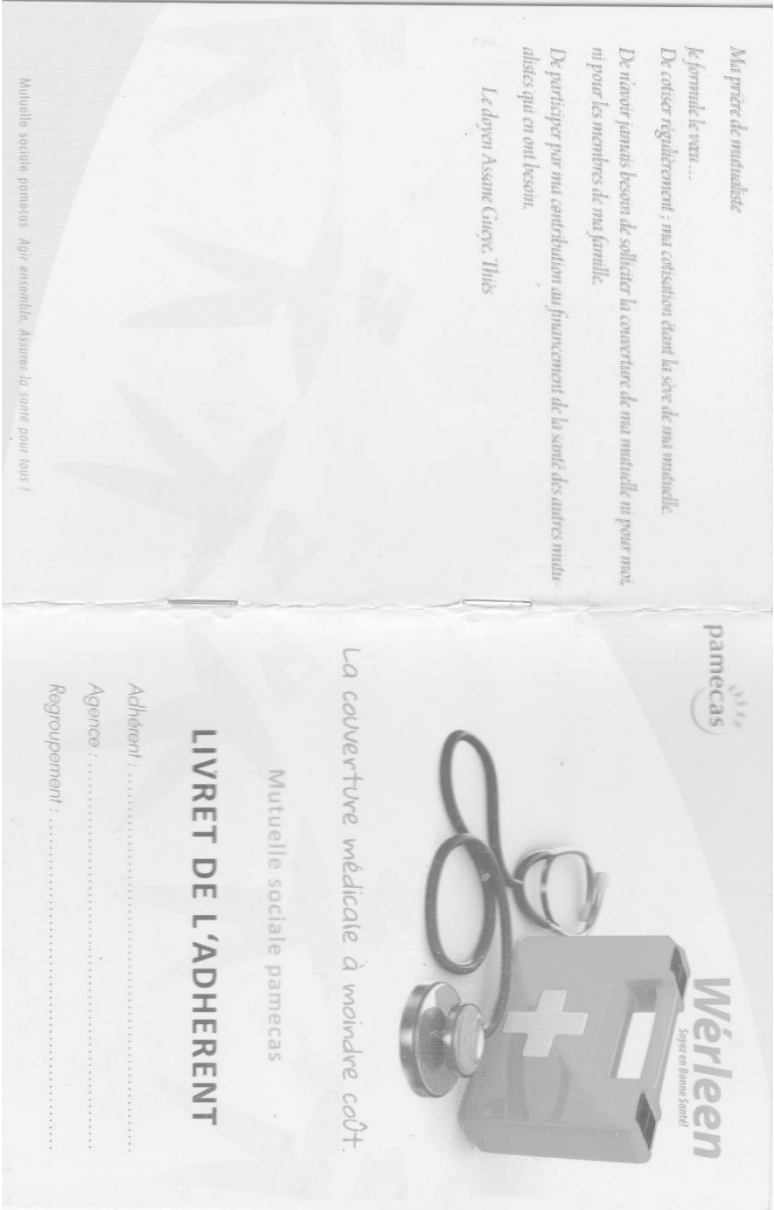 Ma prière de mutualiste
Je formule le vœu ...
De cotiser régulièrement ; ma cotisation étant la sève de ma mutuelle.
De n'avoir jamais besoin de solliciter la couverture de ma mutuelle ni pour moi,
ni pour les membres de ma famille.
De participer par ma contribution au financement de la santé des autres mutu-
alistes qui en ont besoin.
Le doyen Assane Gueye, Thiès
Mutuelle sociale pamecas Agir ensemble, Assurer la santé pour tous !
pamecas
Wérleen
Soyez en Bonne Santé!
La couverture médicale à moindre coût.
Mutuelle sociale pamecas
LIVRET DE L'ADHERENT
Adhérent : ........................................................
Agence : ........................................................
Regroupement : ........................................................